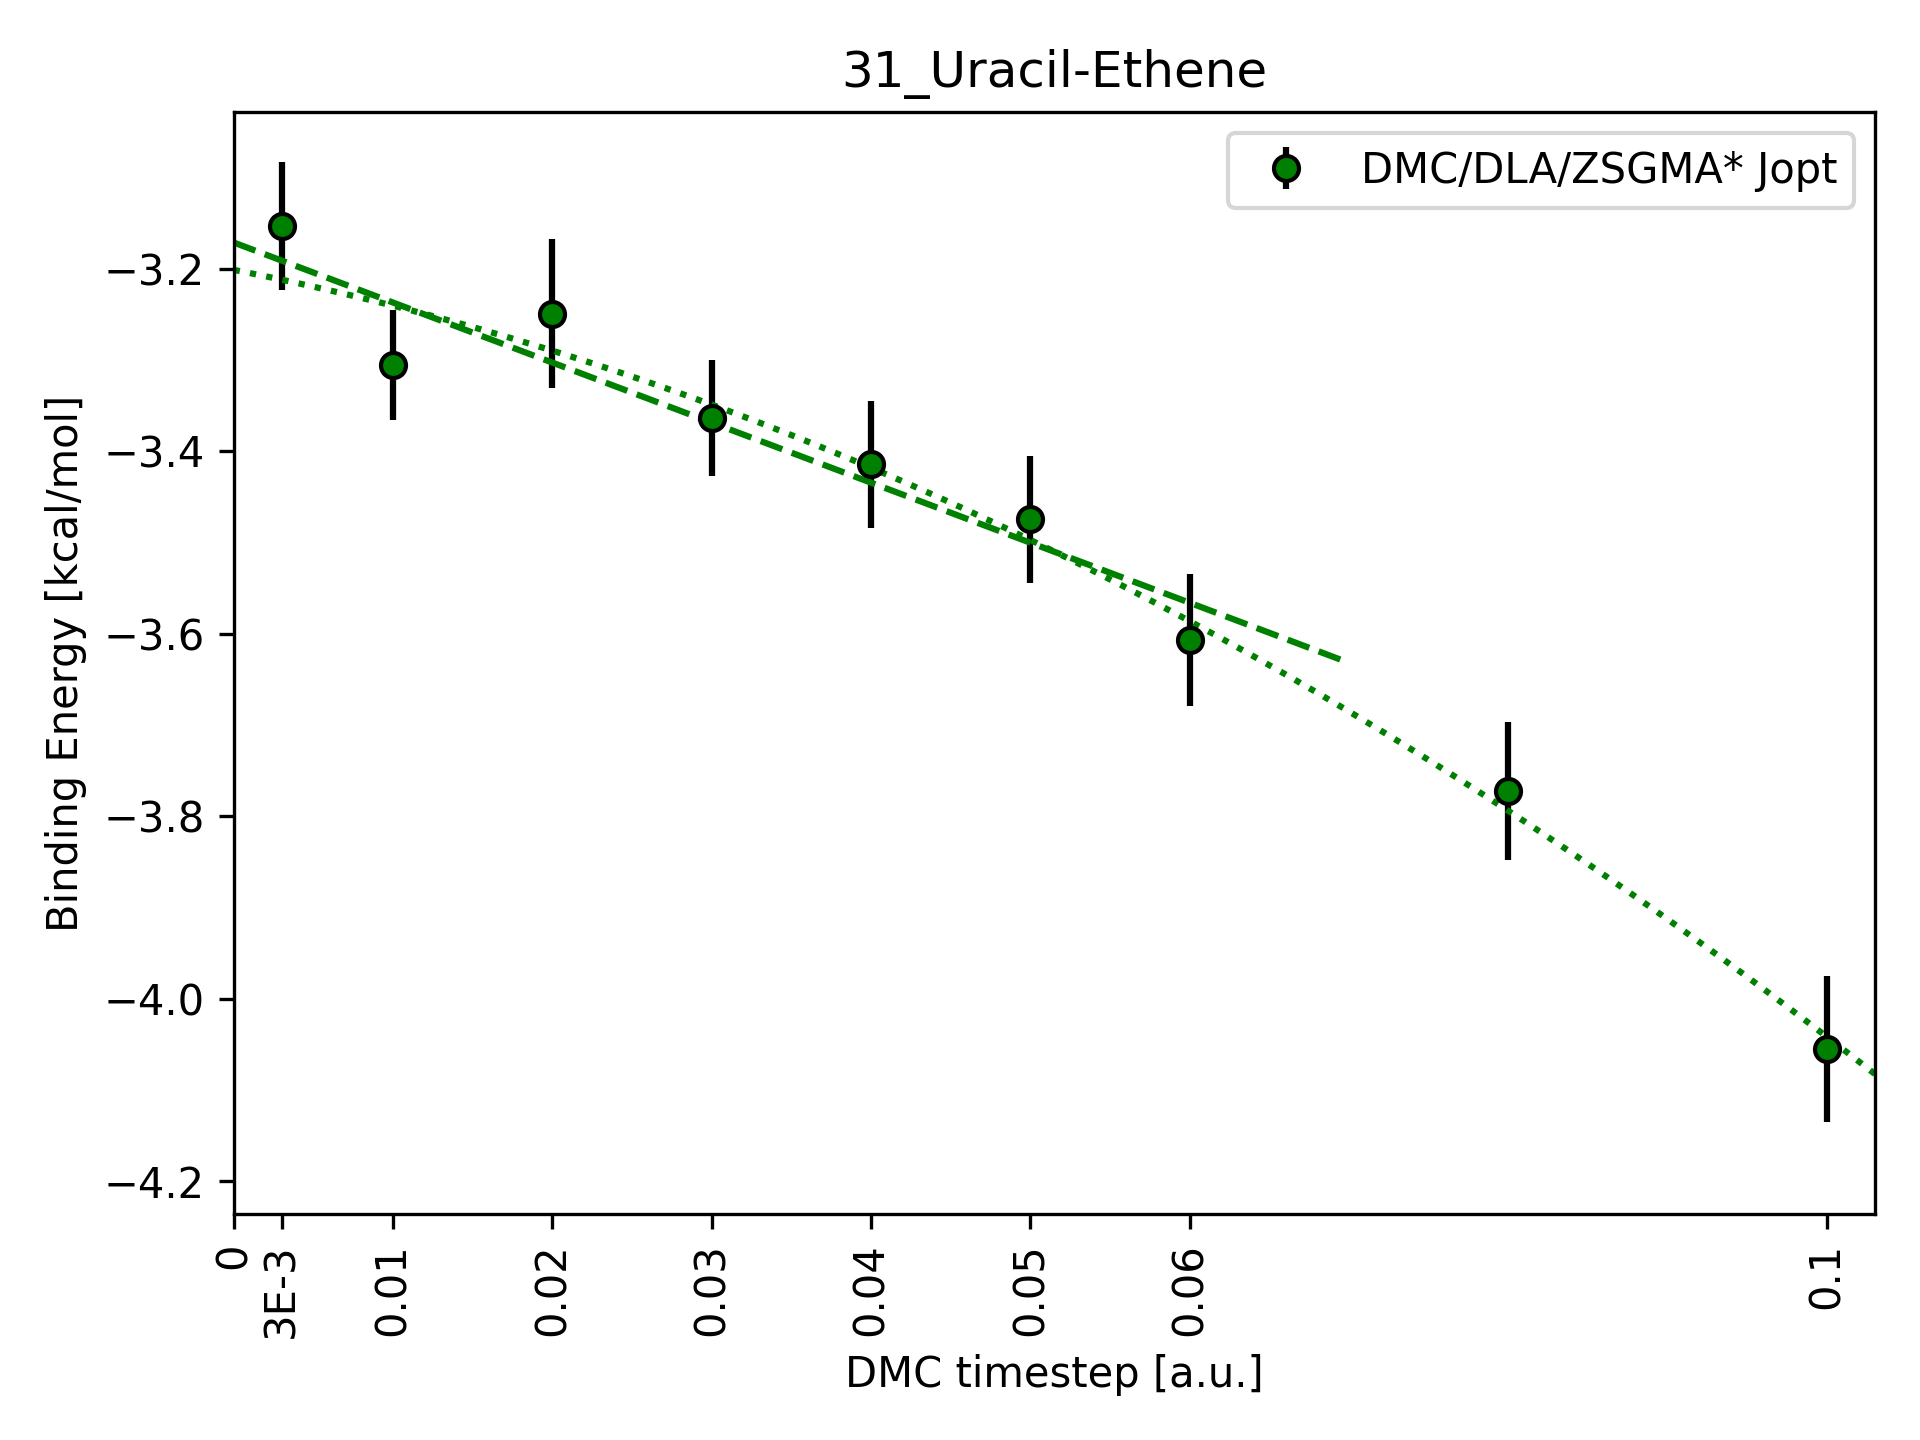 31_Uracil-Ethene
DMC/DLA/ZSGMA* Jopt
Binding Energy [kcal/mol]
−3.2
−3.4
−3.6
−3.8
−4.0
−4.2
0
3E-3
0.01
0.02
0.03
0.04
0.05
0.06
0.1
DMC timestep [a.u.]